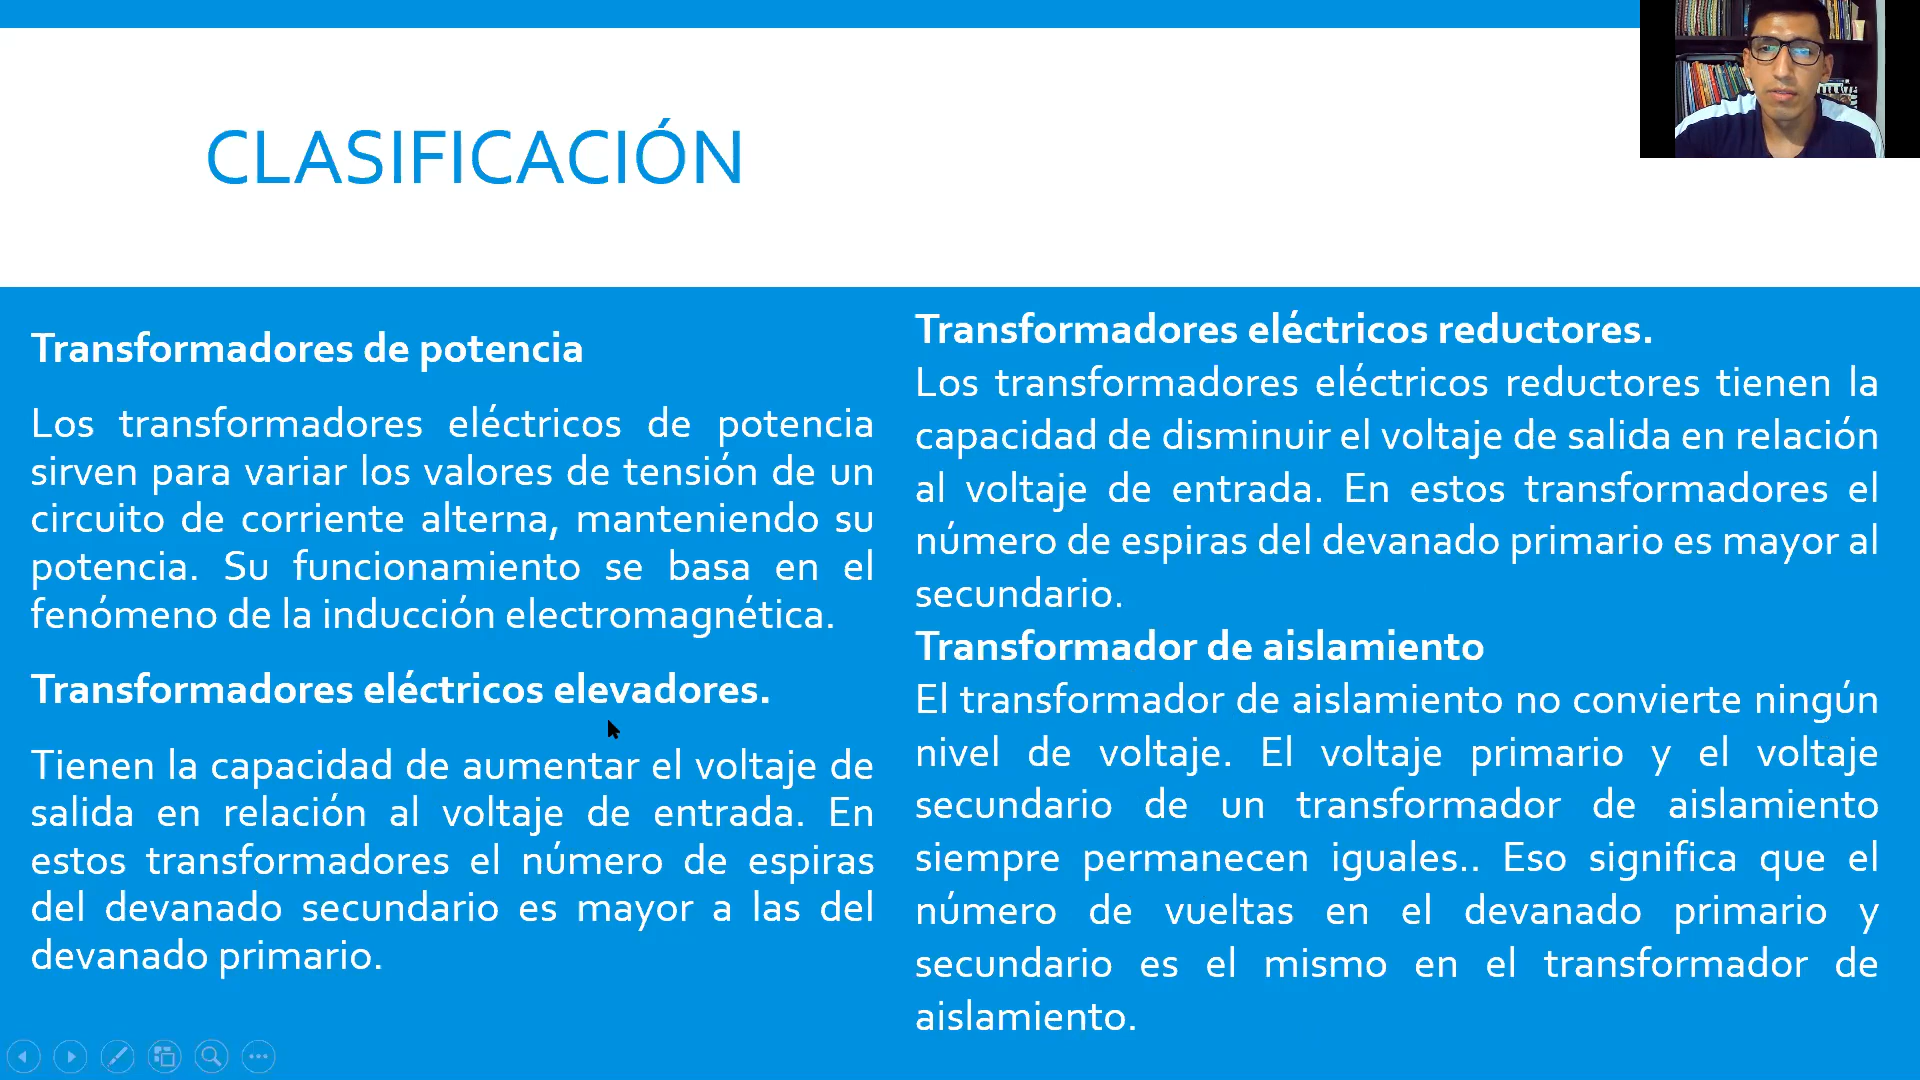 CLASIFICACIÓN
Transformadores de potencia
Los transformadores eléctricos de potencia
sirven para variar los valores de tensión de un
circuito de corriente alterna, manteniendo su
potencia. Su funcionamiento se basa en el
fenómeno de la inducción electromagnética.
Transformadores eléctricos elevadores.
Tienen la capacidad de aumentar el voltaje de
salida en relación al voltaje de entrada. En
estos transformadores el número de espiras
del devanado secundario es mayor a las del
devanado primario.
Transformadores eléctricos reductores.
Los transformadores eléctricos reductores tienen la
capacidad de disminuir el voltaje de salida en relación
al voltaje de entrada. En estos transformadores el
número de espiras del devanado primario es mayor al
secundario.
Transformador de aislamiento
El transformador de aislamiento no convierte ningún
nivel de voltaje. El voltaje primario y el voltaje
secundario de un transformador de aislamiento
siempre permanecen iguales.. Eso significa que el
número de vueltas en el devanado primario y
secundario es el mismo en el transformador de
aislamiento.